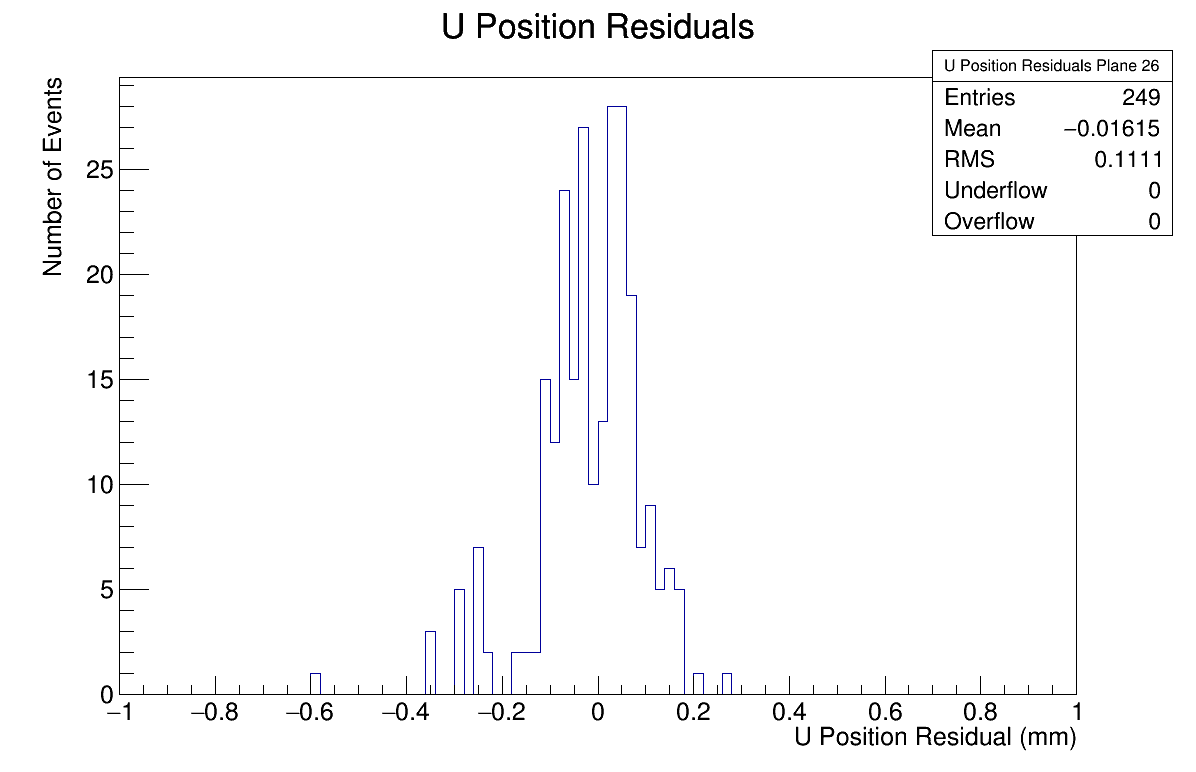 U Position Residuals
U Position Residuals Plane 26
Entries 249
Mean −0.01615
RMS 0.1111
Underflow 0
Overflow 0
Number of Events
25
20
15
10
5
0
−1 −0.8 −0.6 −0.4 −0.2 0 0.2 0.4 0.6 0.8 1
U Position Residual (mm)